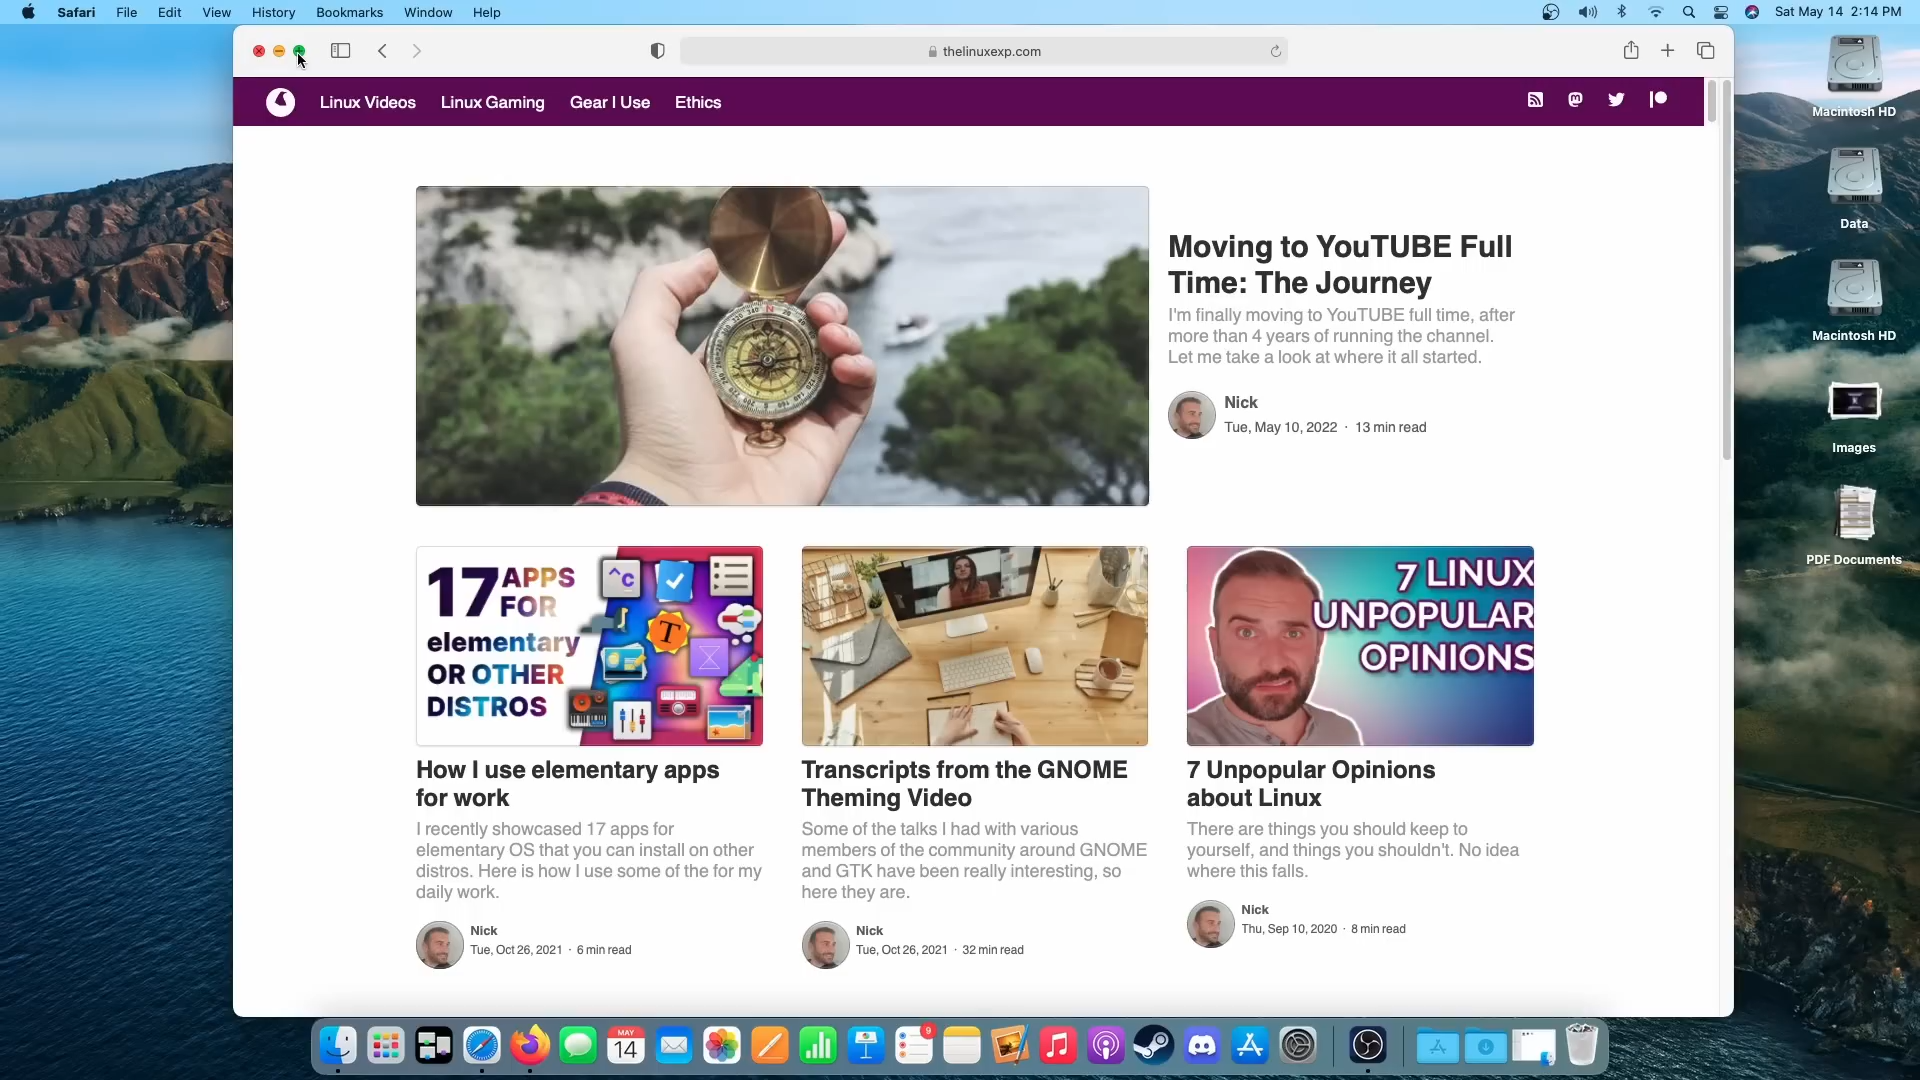 Safari File Edit View History Bookmarks Window Help
Sat May 14 2:14 PM
thelinuxexp.com
Linux Videos Linux Gaming Gear I Use Ethics
Macintosh HD
Data
Macintosh HD
Images
PDF Documents
Moving to YouTUBE Full
Time: The Journey
I'm finally moving to YouTUBE full time, after
more than 4 years of running the channel.
Let me take a look at where it all started.
Nick
Tue, May 10, 2022 · 13 min read
17 APPS
FOR
elementary
OR OTHER
DISTROS
^C
T
How I use elementary apps
for work
I recently showcased 17 apps for
elementary OS that you can install on other
distros. Here is how I use some of the for my
daily work.
Nick
Tue, Oct 26, 2021 · 6 min read
Transcripts from the GNOME
Theming Video
Some of the talks I had with various
members of the community around GNOME
and GTK have been really interesting, so
here they are.
Nick
Tue, Oct 26, 2021 · 32 min read
7 LINUX
UNPOPULAR
OPINIONS
7 Unpopular Opinions
about Linux
There are things you should keep to
yourself, and things you shouldn't. No idea
where this falls.
Nick
Thu, Sep 10, 2020 · 8 min read
MAY
14
9